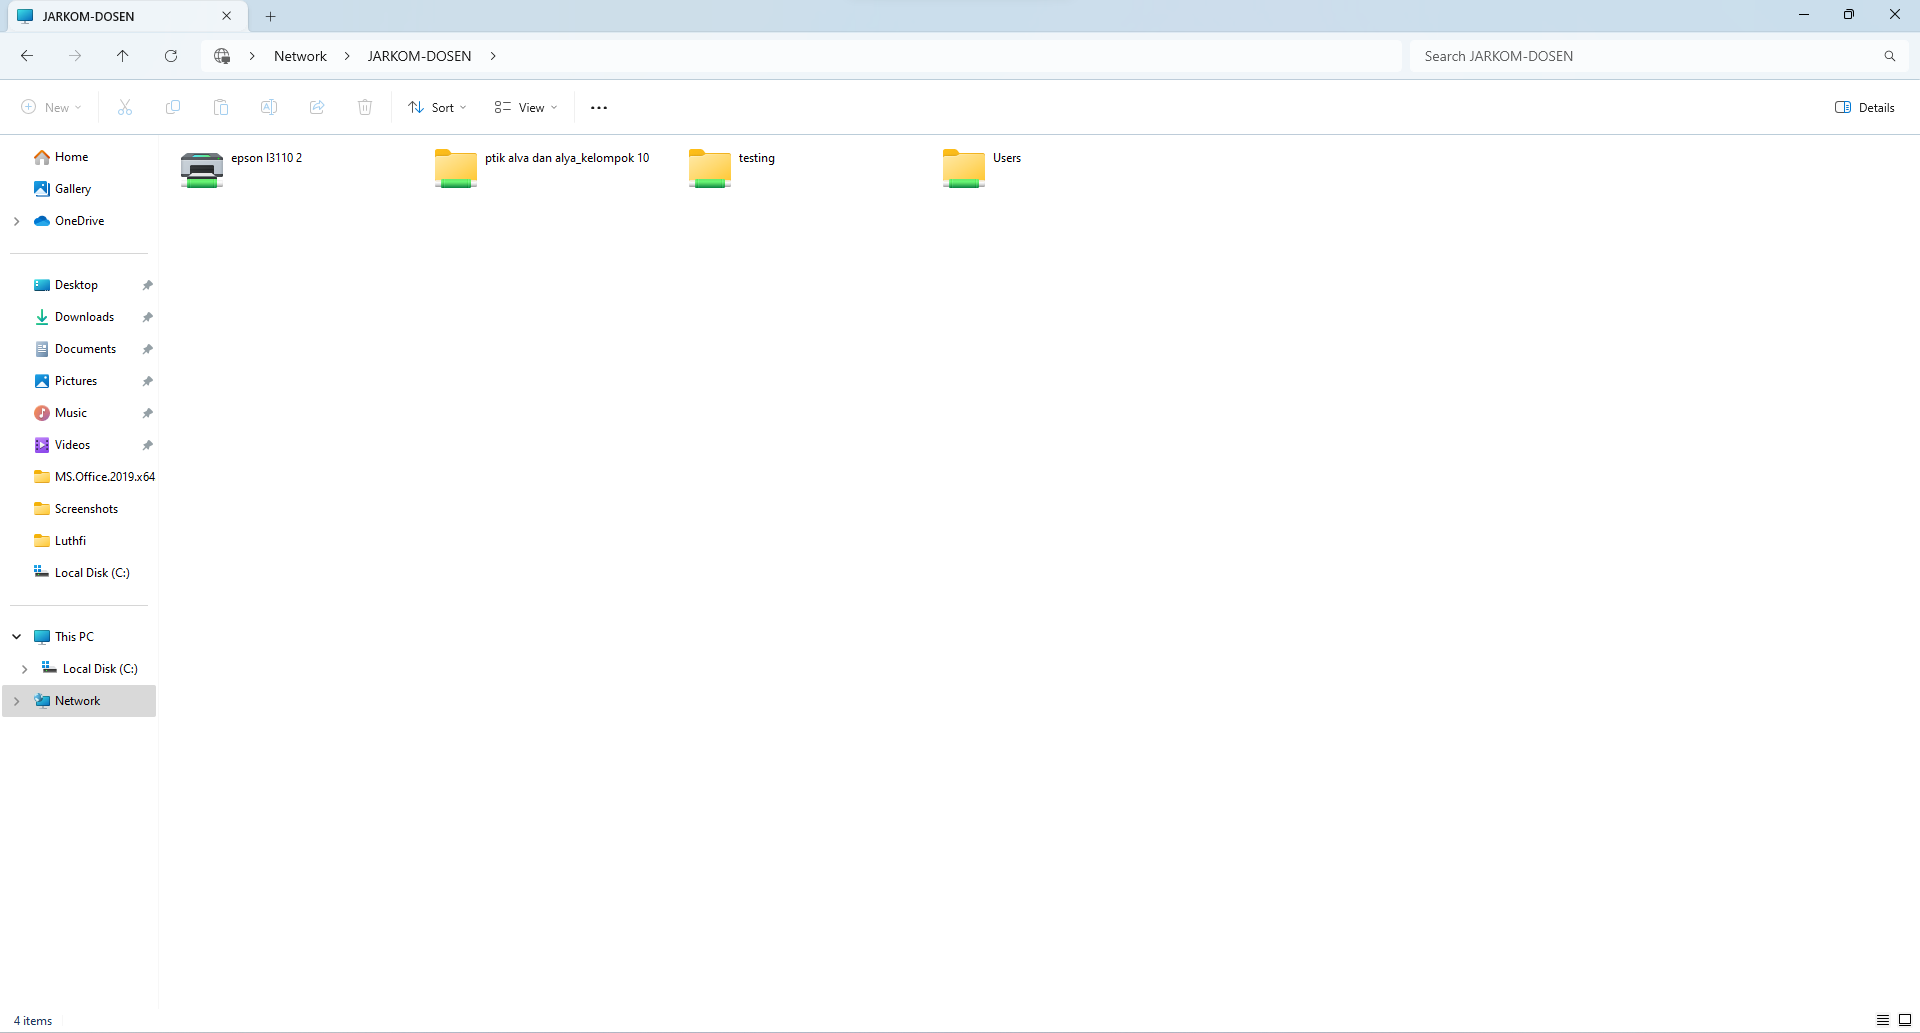 JARKOM-DOSEN
Network
JARKOM-DOSEN
Search JARKOM-DOSEN
New
Sort
View
Details
Home
Gallery
OneDrive
Desktop
Downloads
Documents
Pictures
Music
Videos
MS.Office.2019.x64
Screenshots
Luthfi
Local Disk (C:)
This PC
Local Disk (C:)
Network
epson l3110 2
ptik alva dan alya_kelompok 10
testing
Users
4 items